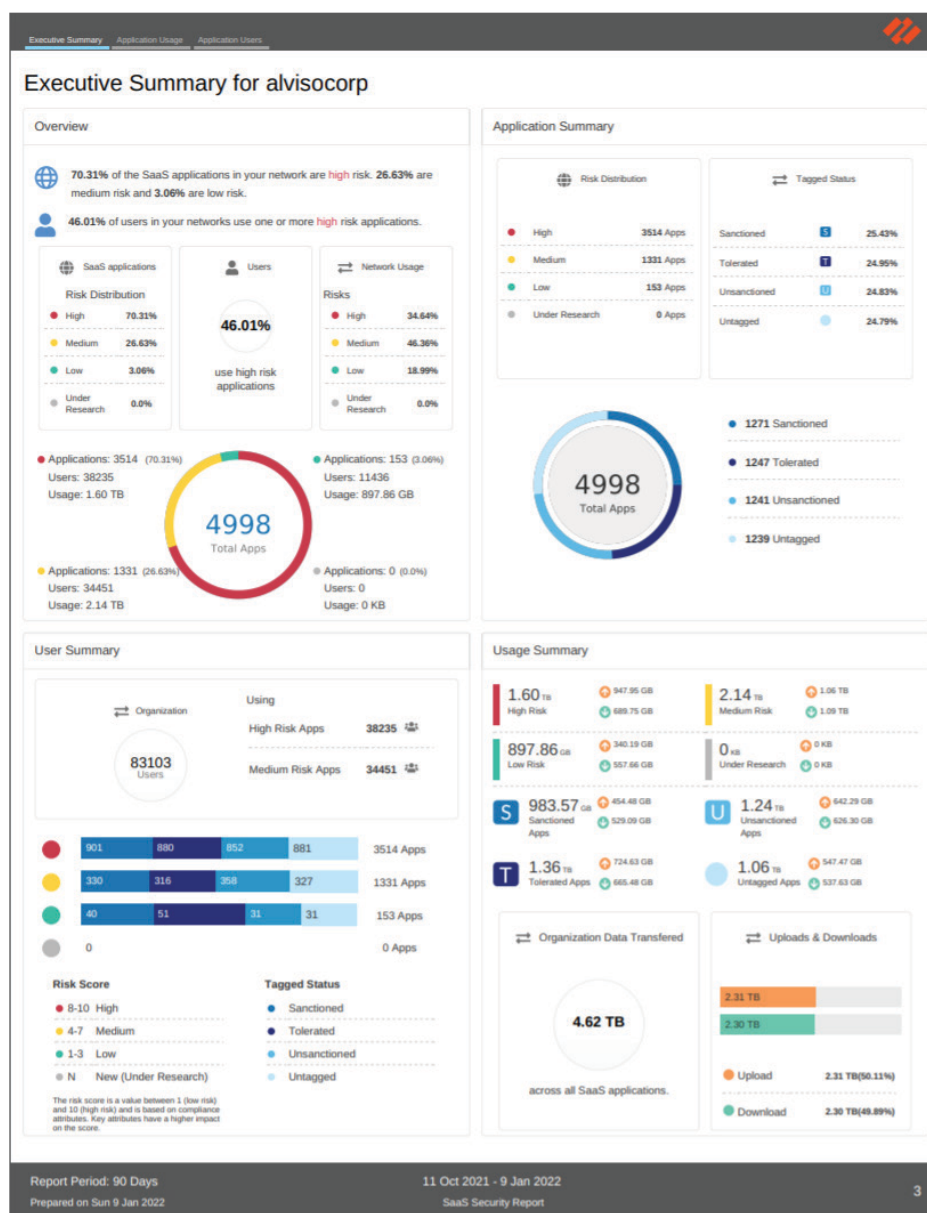 Executive Summary Application Usage Application Users
Executive Summary for alvisocorp
Overview
70.31% of the SaaS applications in your network are high risk. 26.63% are
medium risk and 3.06% are low risk.
46.01% of users in your networks use one or more high risk applications.
SaaS applications
Risk Distribution
High 70.31%
Medium 26.63%
Low 3.06%
Under
Research 0.0%
Users
46.01%
use high risk
applications
Network Usage
Risks
High 34.64%
Medium 46.36%
Low 18.99%
Under
Research 0.0%
Applications: 3514 (70.31%)
Users: 38235
Usage: 1.60 TB
Applications: 153 (3.06%)
Users: 11436
Usage: 897.86 GB
4998
Total Apps
Applications: 1331 (26.63%)
Users: 34451
Usage: 2.14 TB
Applications: 0 (0.0%)
Users: 0
Usage: 0 KB
Application Summary
Risk Distribution
High 3514 Apps
Medium 1331 Apps
Low 153 Apps
Under Research 0 Apps
Tagged Status
Sanctioned S 25.43%
Tolerated T 24.95%
Unsanctioned U 24.83%
Untagged 24.79%
4998
Total Apps
1271 Sanctioned
1247 Tolerated
1241 Unsanctioned
1239 Untagged
User Summary
Organization
83103
Users
Using
High Risk Apps 38235
Medium Risk Apps 34451
901 880 852 881 3514 Apps
330 316 358 327 1331 Apps
40 51 31 31 153 Apps
0 0 Apps
Risk Score
8-10 High
4-7 Medium
1-3 Low
N New (Under Research)
Tagged Status
Sanctioned
Tolerated
Unsanctioned
Untagged
The risk score is a value between 1 (low risk)
and 10 (high risk) and is based on compliance
attributes. Key attributes have a higher impact
on the score.
Usage Summary
1.60 TB
High Risk
947.95 GB
689.75 GB
2.14 TB
Medium Risk
1.06 TB
1.09 TB
897.86 GB
Low Risk
340.19 GB
557.66 GB
0 KB
Under Research
0 KB
0 KB
S 983.57 GB
Sanctioned
Apps
454.48 GB
529.09 GB
U 1.24 TB
Unsanctioned
Apps
642.29 GB
626.30 GB
T 1.36 TB
Tolerated Apps
724.63 GB
665.48 GB
1.06 TB
Untagged Apps
547.47 GB
537.63 GB
Organization Data Transfered
4.62 TB
across all SaaS applications.
Uploads & Downloads
2.31 TB
2.30 TB
Upload 2.31 TB(50.11%)
Download 2.30 TB(49.89%)
Report Period: 90 Days
Prepared on Sun 9 Jan 2022
11 Oct 2021 - 9 Jan 2022
SaaS Security Report
3